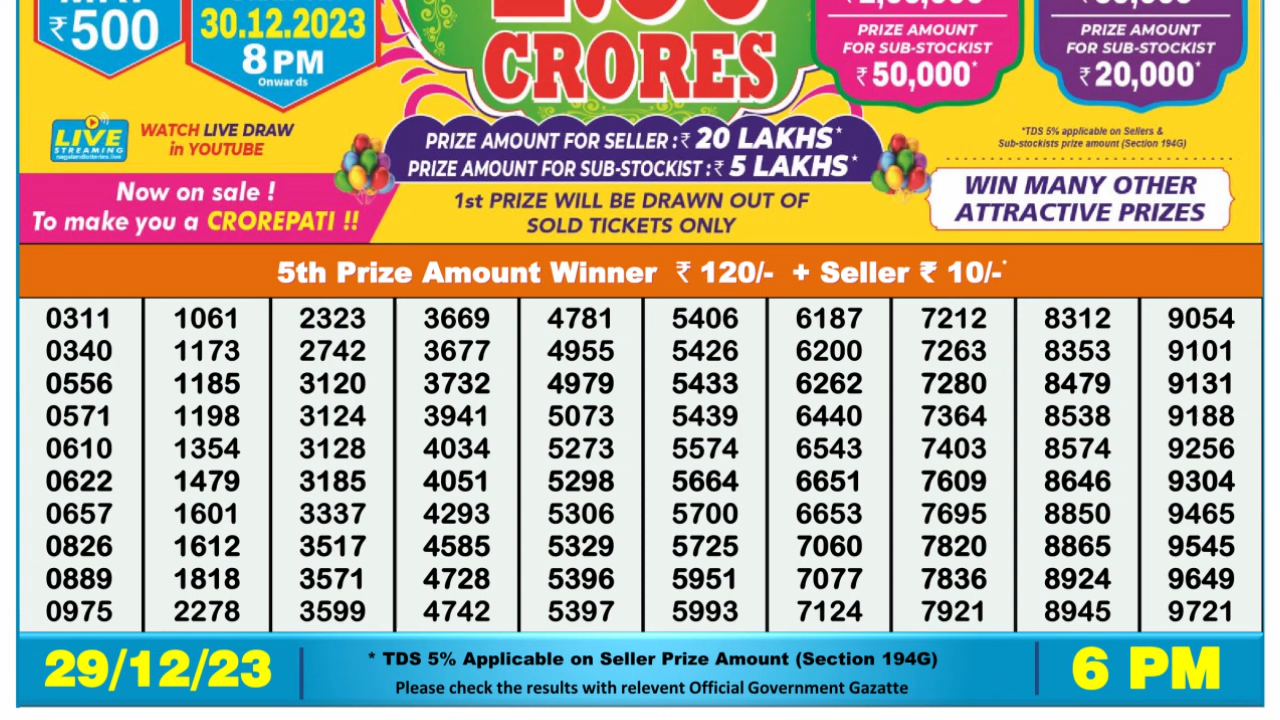 ₹500
30.12.2023
8 PM
Onwards
CRORES
PRIZE AMOUNT
FOR SUB-STOCKIST
₹ 50,000*
PRIZE AMOUNT
FOR SUB-STOCKIST
₹ 20,000*
LIVE
STREAMING
nagalandlotteries.live
WATCH LIVE DRAW
in YOUTUBE
PRIZE AMOUNT FOR SELLER : ₹ 20 LAKHS*
PRIZE AMOUNT FOR SUB-STOCKIST : ₹ 5 LAKHS*
*TDS 5% applicable on Sellers &
Sub-stockists prize amount (Section 194G)
Now on sale !
To make you a CROREPATI !!
1st PRIZE WILL BE DRAWN OUT OF
SOLD TICKETS ONLY
WIN MANY OTHER
ATTRACTIVE PRIZES
5th Prize Amount Winner ₹ 120/- + Seller ₹ 10/-*
0311 1061 2323 3669 4781 5406 6187 7212 8312 9054
0340 1173 2742 3677 4955 5426 6200 7263 8353 9101
0556 1185 3120 3732 4979 5433 6262 7280 8479 9131
0571 1198 3124 3941 5073 5439 6440 7364 8538 9188
0610 1354 3128 4034 5273 5574 6543 7403 8574 9256
0622 1479 3185 4051 5298 5664 6651 7609 8646 9304
0657 1601 3337 4293 5306 5700 6653 7695 8850 9465
0826 1612 3517 4585 5329 5725 7060 7820 8865 9545
0889 1818 3571 4728 5396 5951 7077 7836 8924 9649
0975 2278 3599 4742 5397 5993 7124 7921 8945 9721
29/12/23
* TDS 5% Applicable on Seller Prize Amount (Section 194G)
Please check the results with relevent Official Government Gazatte
6 PM